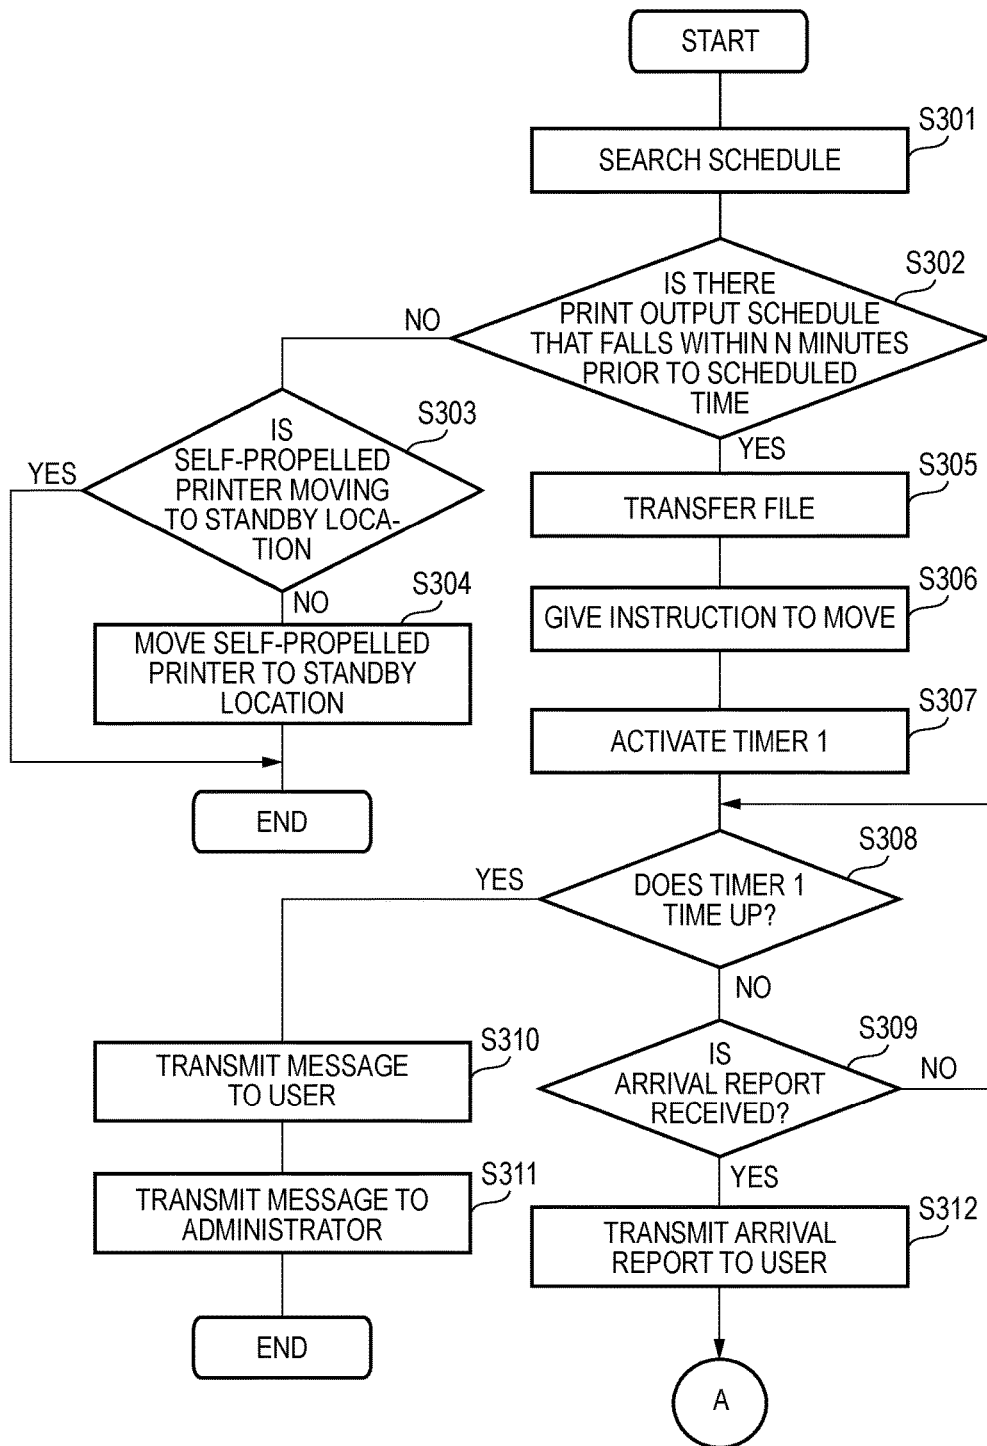 START
S301
SEARCH SCHEDULE
S302
IS THERE
PRINT OUTPUT SCHEDULE
THAT FALLS WITHIN N MINUTES
PRIOR TO SCHEDULED
TIME
NO
YES
S303
IS
SELF-PROPELLED
PRINTER MOVING
TO STANDBY LOCA-
TION
YES
NO
S304
MOVE SELF-PROPELLED
PRINTER TO STANDBY
LOCATION
END
S305
TRANSFER FILE
S306
GIVE INSTRUCTION TO MOVE
S307
ACTIVATE TIMER 1
S308
DOES TIMER 1
TIME UP?
YES
NO
S309
IS
ARRIVAL REPORT
RECEIVED?
NO
YES
S310
TRANSMIT MESSAGE
TO USER
S311
TRANSMIT MESSAGE TO
ADMINISTRATOR
END
S312
TRANSMIT ARRIVAL
REPORT TO USER
A